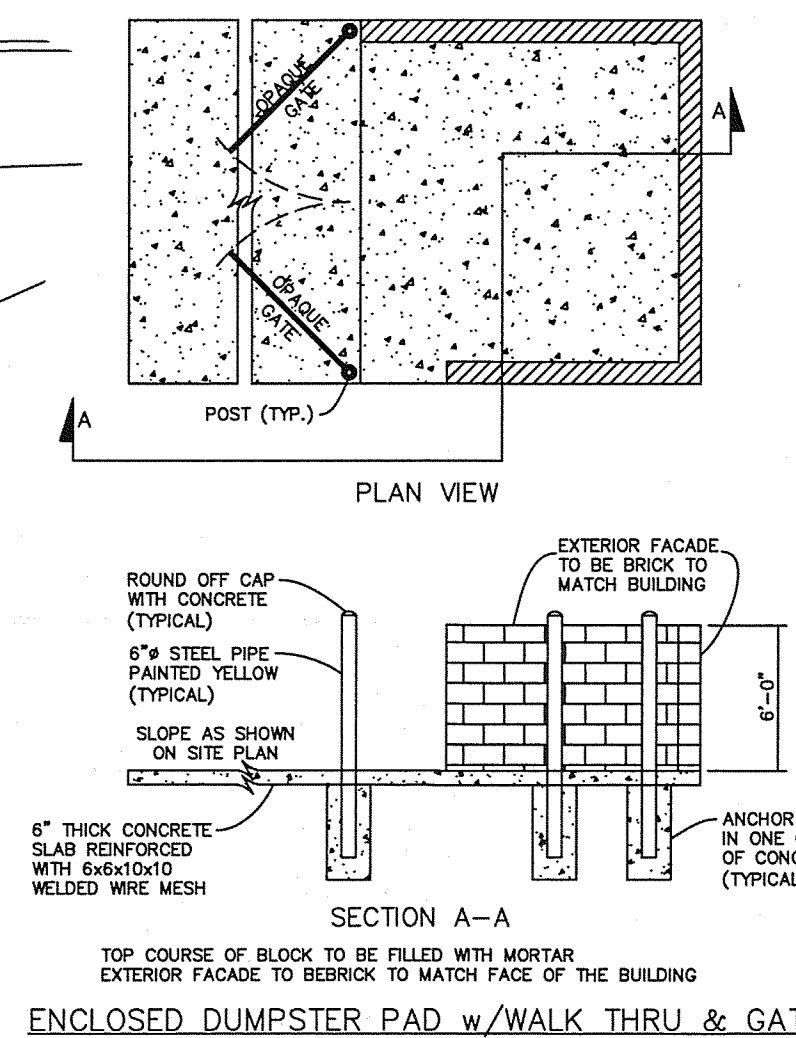 OPAQUE
GATE
A
OPAQUE
GATE
POST (TYP.)
A
PLAN VIEW
EXTERIOR FACADE
TO BE BRICK TO
MATCH BUILDING
ROUND OFF CAP
WITH CONCRETE
(TYPICAL)
6"ø STEEL PIPE
PAINTED YELLOW
(TYPICAL)
6'-0"
SLOPE AS SHOWN
ON SITE PLAN
6" THICK CONCRETE
SLAB REINFORCED
WITH 6x6x10x10
WELDED WIRE MESH
ANCHOR
IN ONE
OF CONC
(TYPICAL
SECTION A-A
TOP COURSE OF BLOCK TO BE FILLED WITH MORTAR
EXTERIOR FACADE TO BEBRICK TO MATCH FACE OF THE BUILDING
ENCLOSED DUMPSTER PAD w/WALK THRU & GAT